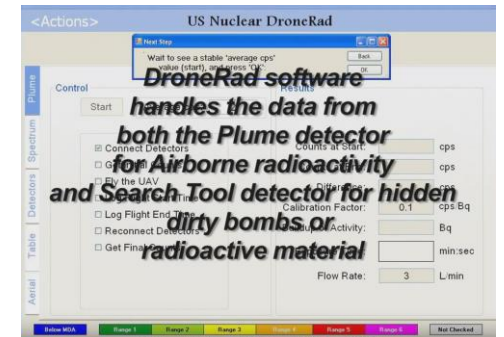 <Actions>
US Nuclear DroneRad
Next Step
Wait to see a stable 'average cps'
value (start), and press 'OK'.
Back
OK
DroneRad software
handles the data from
both the Plume detector
for Airborne radioactivity
and Search Tool detector for hidden
dirty bombs or
radioactive material
Plume
Spectrum
Detectors
Table
Aerial
Control
Start
Connect Detectors
Fly the UAV
Log Flight End Time
Reconnect Detectors
Get Final Counts
Results
Counts at Start:
cps
cps
Difference:
cps
Calibration Factor:
0.1
cps/Bq
Activity:
Bq
min:sec
Flow Rate:
3
L/min
Below MDA
Range 1
Range 2
Range 3
Range 4
Range 5
Range 6
Not Checked